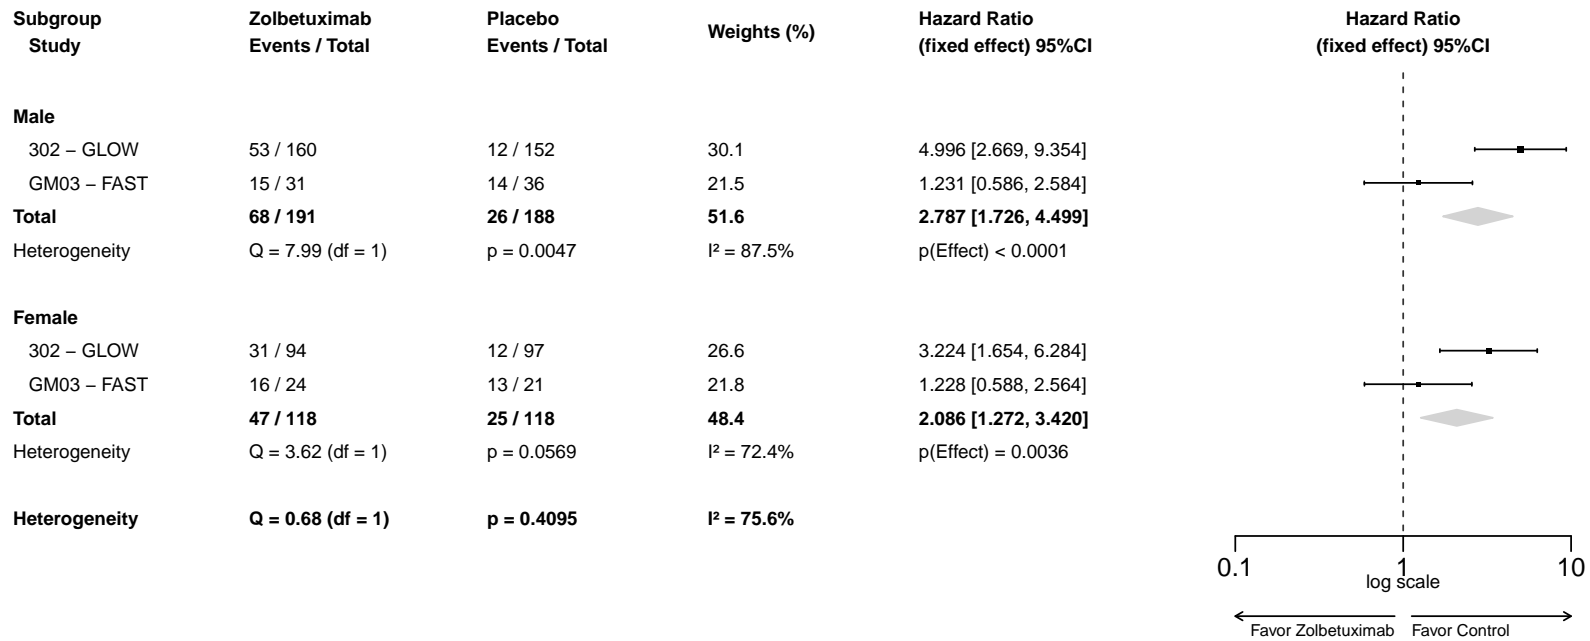 Subgroup Zolbetuximab Placebo Weights (%) Hazard Ratio Hazard Ratio
Study Events / Total Events / Total (fixed effect) 95%CI (fixed effect) 95%CI
Male
302 – GLOW 53 / 160 12 / 152 30.1 4.996 [2.669, 9.354]
GM03 – FAST 15 / 31 14 / 36 21.5 1.231 [0.586, 2.584]
Total 68 / 191 26 / 188 51.6 2.787 [1.726, 4.499]
Heterogeneity Q = 7.99 (df = 1) p = 0.0047 I² = 87.5% p(Effect) < 0.0001
Female
302 – GLOW 31 / 94 12 / 97 26.6 3.224 [1.654, 6.284]
GM03 – FAST 16 / 24 13 / 21 21.8 1.228 [0.588, 2.564]
Total 47 / 118 25 / 118 48.4 2.086 [1.272, 3.420]
Heterogeneity Q = 3.62 (df = 1) p = 0.0569 I² = 72.4% p(Effect) = 0.0036
Heterogeneity Q = 0.68 (df = 1) p = 0.4095 I² = 75.6%
0.1 1 10
log scale
Favor Zolbetuximab Favor Control